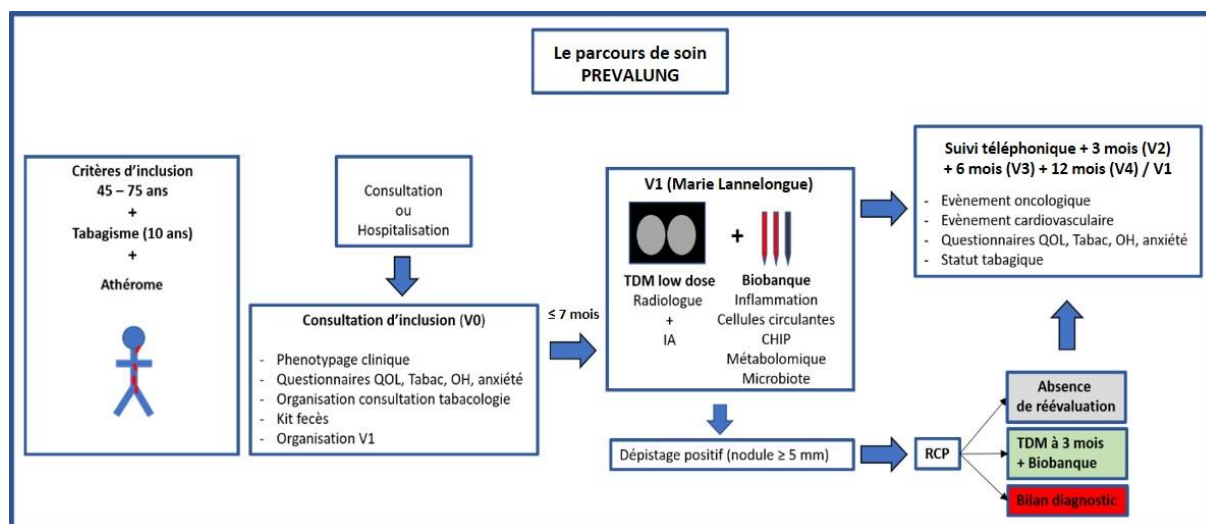 Le parcours de soin
PREVALUNG
Critères d'inclusion
45 – 75 ans
+
Tabagisme (10 ans)
+
Athérome
Consultation
ou
Hospitalisation
Consultation d'inclusion (V0)
- Phenotypage clinique
- Questionnaires QOL, Tabac, OH, anxiété
- Organisation consultation tabacologie
- Kit fecès
- Organisation V1
≤ 7 mois
V1 (Marie Lannelongue)
+
TDM low dose
Radiologue
+
IA
Biobanque
Inflammation
Cellules circulantes
CHIP
Métabolomique
Microbiote
Dépistage positif (nodule ≥ 5 mm)
RCP
Absence
de réévaluation
TDM à 3 mois
+ Biobanque
Bilan diagnostic
Suivi téléphonique + 3 mois (V2)
+ 6 mois (V3) + 12 mois (V4) / V1
- Evènement oncologique
- Evènement cardiovasculaire
- Questionnaires QOL, Tabac, OH, anxiété
- Statut tabagique